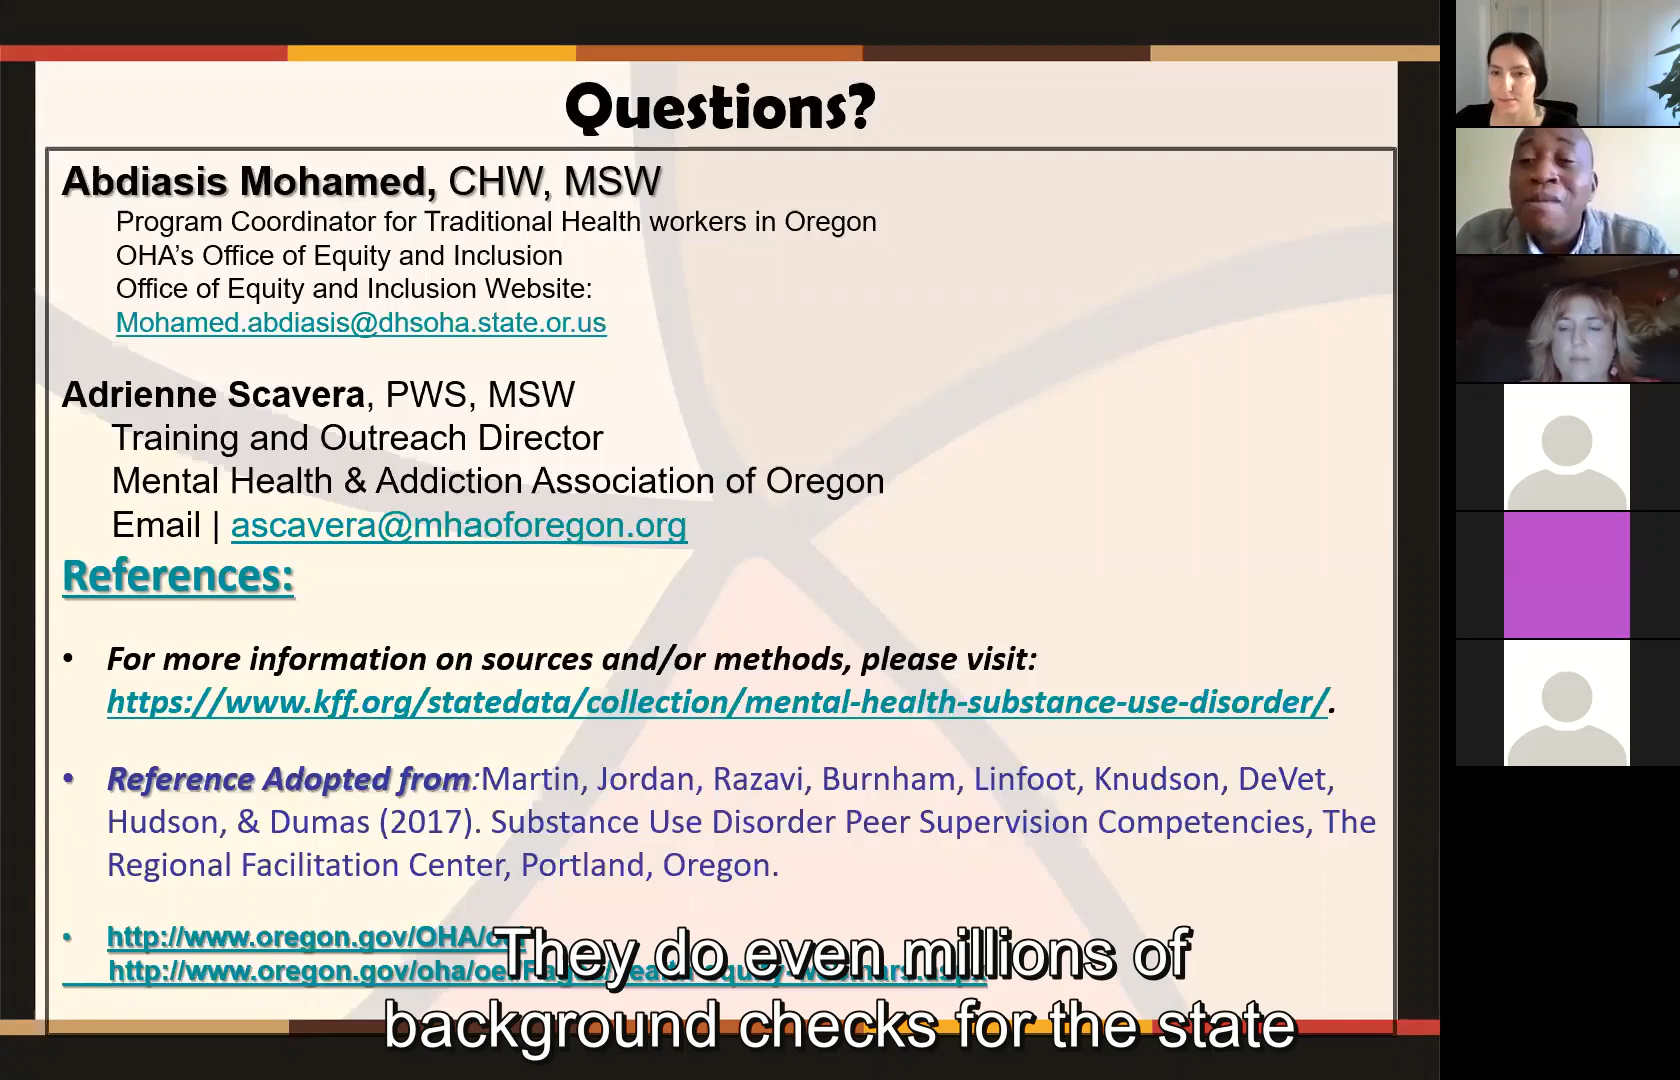 Questions?
Abdiasis Mohamed, CHW, MSW
Program Coordinator for Traditional Health workers in Oregon
OHA’s Office of Equity and Inclusion
Office of Equity and Inclusion Website:
Mohamed.abdiasis@dhsoha.state.or.us
Adrienne Scavera, PWS, MSW
Training and Outreach Director
Mental Health & Addiction Association of Oregon
Email | ascavera@mhaoforegon.org
References:
• For more information on sources and/or methods, please visit:
https://www.kff.org/statedata/collection/mental-health-substance-use-disorder/.
• Reference Adopted from:Martin, Jordan, Razavi, Burnham, Linfoot, Knudson, DeVet,
Hudson, & Dumas (2017). Substance Use Disorder Peer Supervision Competencies, The
Regional Facilitation Center, Portland, Oregon.
• http://www.oregon.gov/OHA/
http://www.oregon.gov/oha/
They do even millions of
background checks for the state